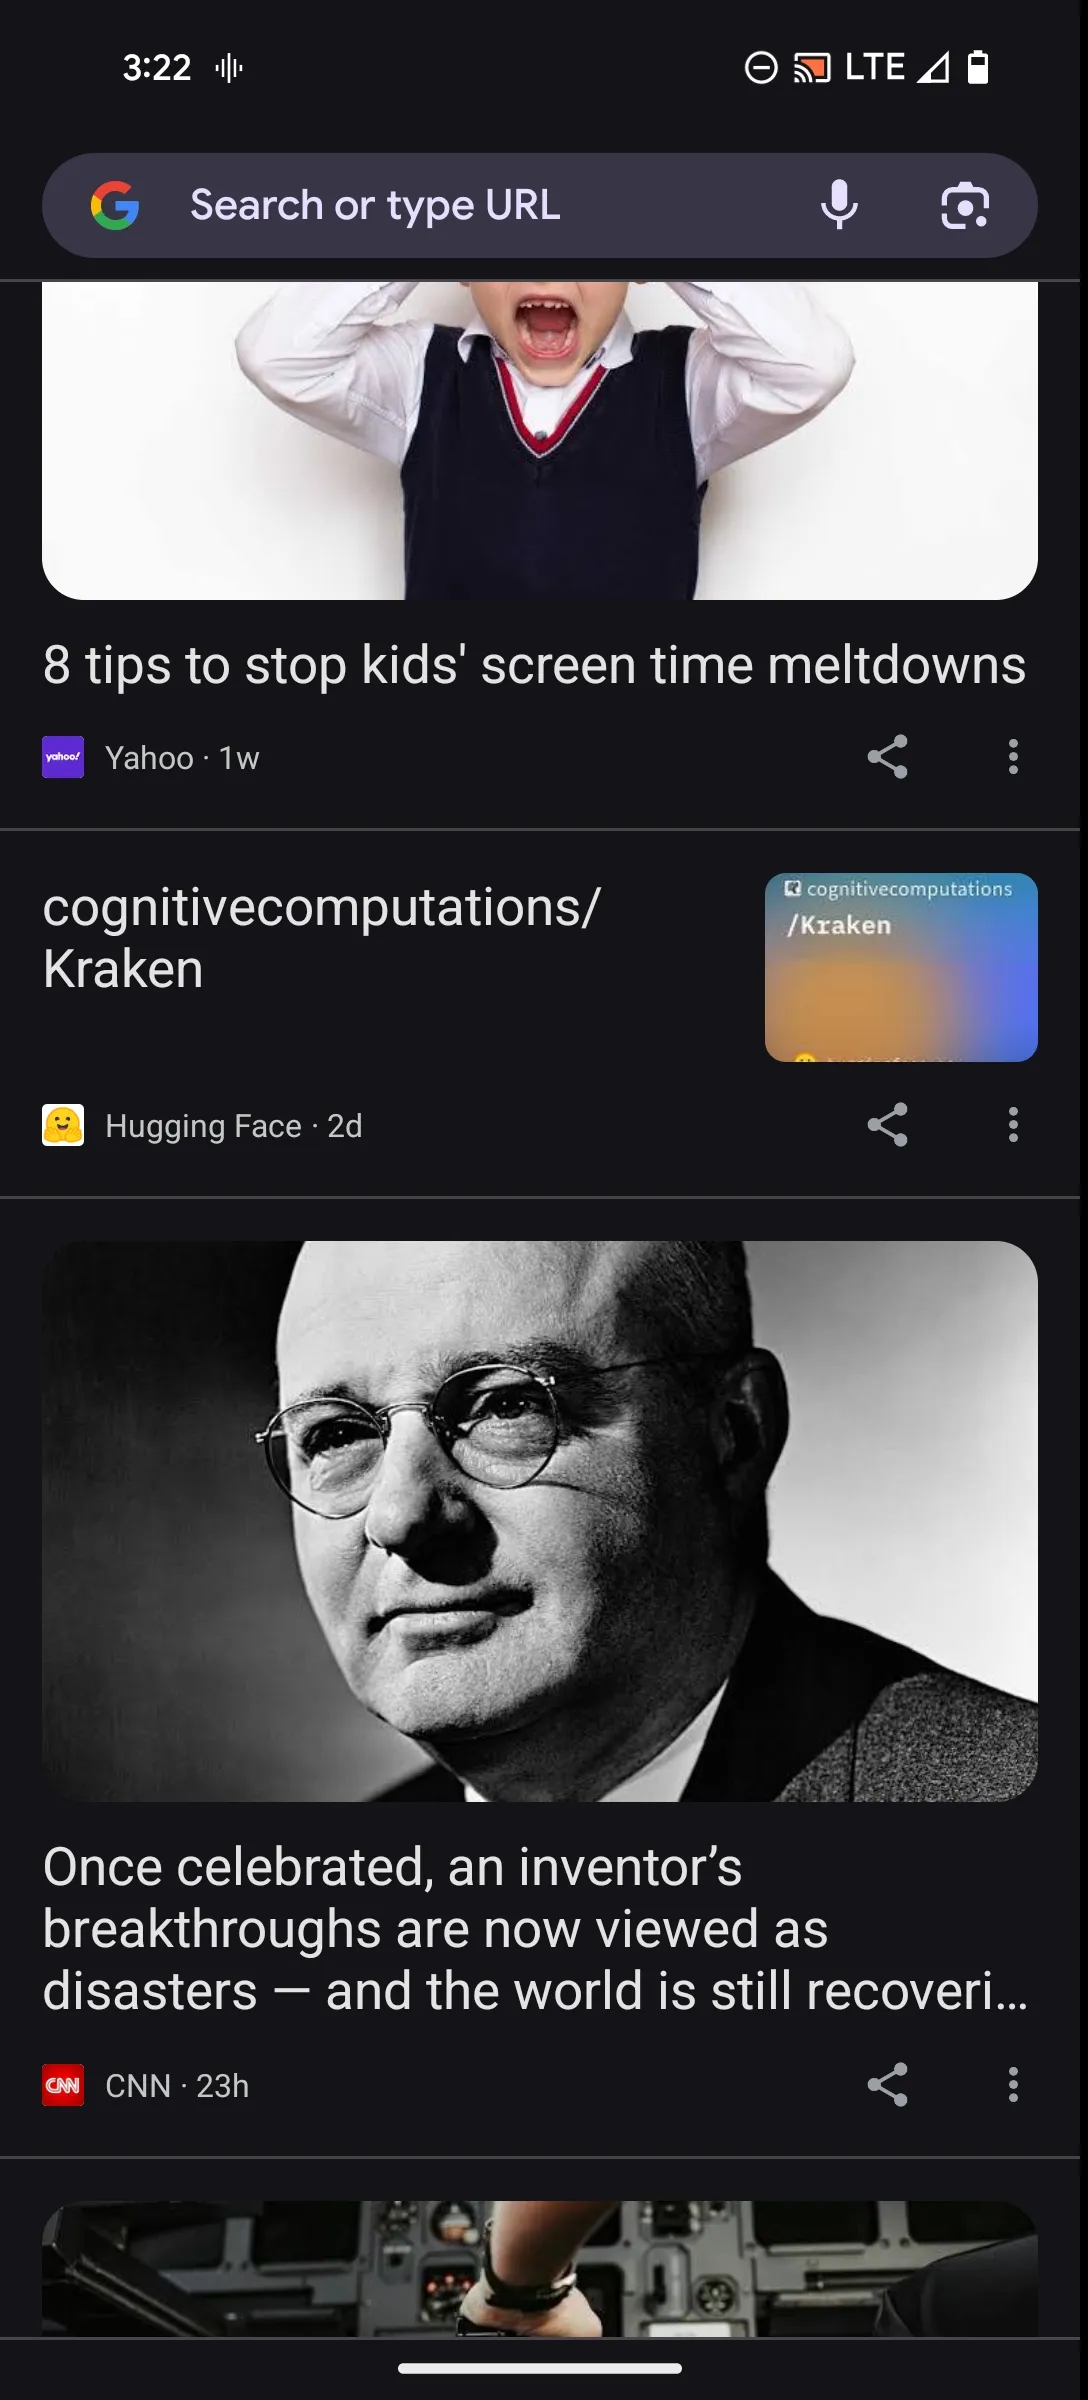 3:22
LTE
Search or type URL
8 tips to stop kids' screen time meltdowns
yahoo!
Yahoo · 1w
cognitivecomputations/
Kraken
cognitivecomputations
/Kraken
Hugging Face · 2d
Once celebrated, an inventor’s
breakthroughs are now viewed as
disasters — and the world is still recoveri…
CNN
CNN · 23h